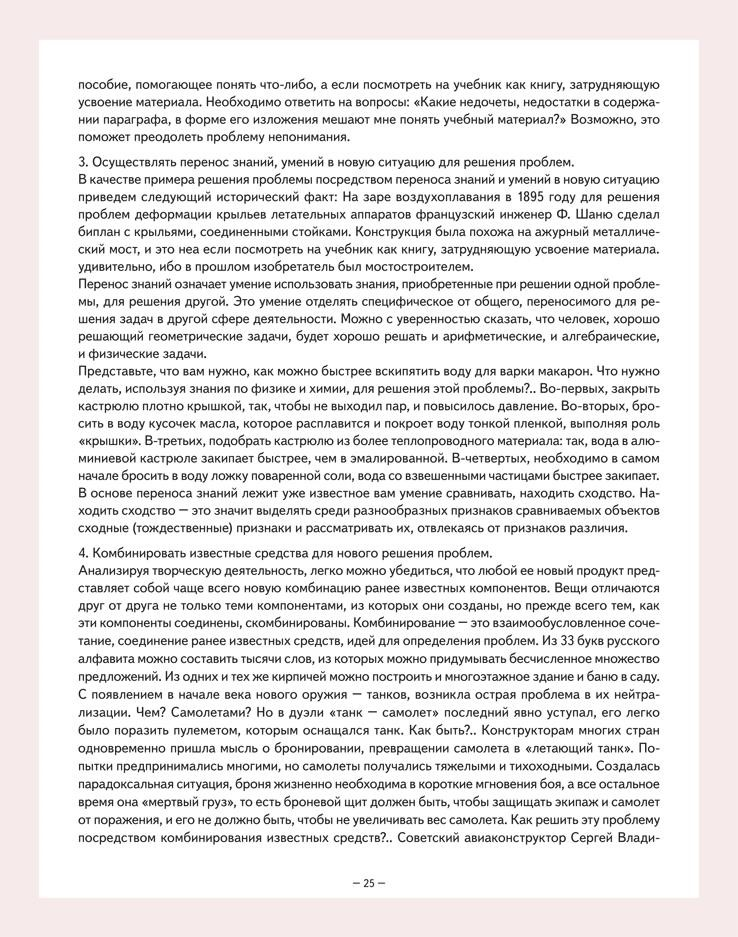 пособие, помогающее понять что-либо, а если посмотреть на учебник как книгу, затрудняющую
усвоение материала. Необходимо ответить на вопросы: «Какие недочеты, недостатки в содержа-
нии параграфа, в форме его изложения мешают мне понять учебный материал?» Возможно, это
поможет преодолеть проблему непонимания.
3. Осуществлять перенос знаний, умений в новую ситуацию для решения проблем.
В качестве примера решения проблемы посредством переноса знаний и умений в новую ситуацию
приведем следующий исторический факт: На заре воздухоплавания в 1895 году для решения
проблем деформации крыльев летательных аппаратов французский инженер Ф. Шаню сделал
биплан с крыльями, соединенными стойками. Конструкция была похожа на ажурный металличе-
ский мост, и это неа если посмотреть на учебник как книгу, затрудняющую усвоение материала.
удивительно, ибо в прошлом изобретатель был мостостроителем.
Перенос знаний означает умение использовать знания, приобретенные при решении одной пробле-
мы, для решения другой. Это умение отделять специфическое от общего, переносимого для ре-
шения задач в другой сфере деятельности. Можно с уверенностью сказать, что человек, хорошо
решающий геометрические задачи, будет хорошо решать и арифметические, и алгебраические,
и физические задачи.
Представьте, что вам нужно, как можно быстрее вскипятить воду для варки макарон. Что нужно
делать, используя знания по физике и химии, для решения этой проблемы?.. Во-первых, закрыть
кастрюлю плотно крышкой, так, чтобы не выходил пар, и повысилось давление. Во-вторых, бро-
сить в воду кусочек масла, которое расплавится и покроет воду тонкой пленкой, выполняя роль
«крышки». В-третьих, подобрать кастрюлю из более теплопроводного материала: так, вода в алю-
миниевой кастрюле закипает быстрее, чем в эмалированной. В-четвертых, необходимо в самом
начале бросить в воду ложку поваренной соли, вода со взвешенными частицами быстрее закипает.
В основе переноса знаний лежит уже известное вам умение сравнивать, находить сходство. На-
ходить сходство — это значит выделять среди разнообразных признаков сравниваемых объектов
сходные (тождественные) признаки и рассматривать их, отвлекаясь от признаков различия.
4. Комбинировать известные средства для нового решения проблем.
Анализируя творческую деятельность, легко можно убедиться, что любой ее новый продукт пред-
ставляет собой чаще всего новую комбинацию ранее известных компонентов. Вещи отличаются
друг от друга не только теми компонентами, из которых они созданы, но прежде всего тем, как
эти компоненты соединены, скомбинированы. Комбинирование — это взаимообусловленное соче-
тание, соединение ранее известных средств, идей для определения проблем. Из 33 букв русского
алфавита можно составить тысячи слов, из которых можно придумывать бесчисленное множество
предложений. Из одних и тех же кирпичей можно построить и многоэтажное здание и баню в саду.
С появлением в начале века нового оружия — танков, возникла острая проблема в их нейтра-
лизации. Чем? Самолетами? Но в дуэли «танк — самолет» последний явно уступал, его легко
было поразить пулеметом, которым оснащался танк. Как быть?.. Конструкторам многих стран
одновременно пришла мысль о бронировании, превращении самолета в «летающий танк». По-
пытки предпринимались многими, но самолеты получались тяжелыми и тихоходными. Создалась
парадоксальная ситуация, броня жизненно необходима в короткие мгновения боя, а все остальное
время она «мертвый груз», то есть броневой щит должен быть, чтобы защищать экипаж и самолет
от поражения, и его не должно быть, чтобы не увеличивать вес самолета. Как решить эту проблему
посредством комбинирования известных средств?.. Советский авиаконструктор Сергей Влади-
— 25 —